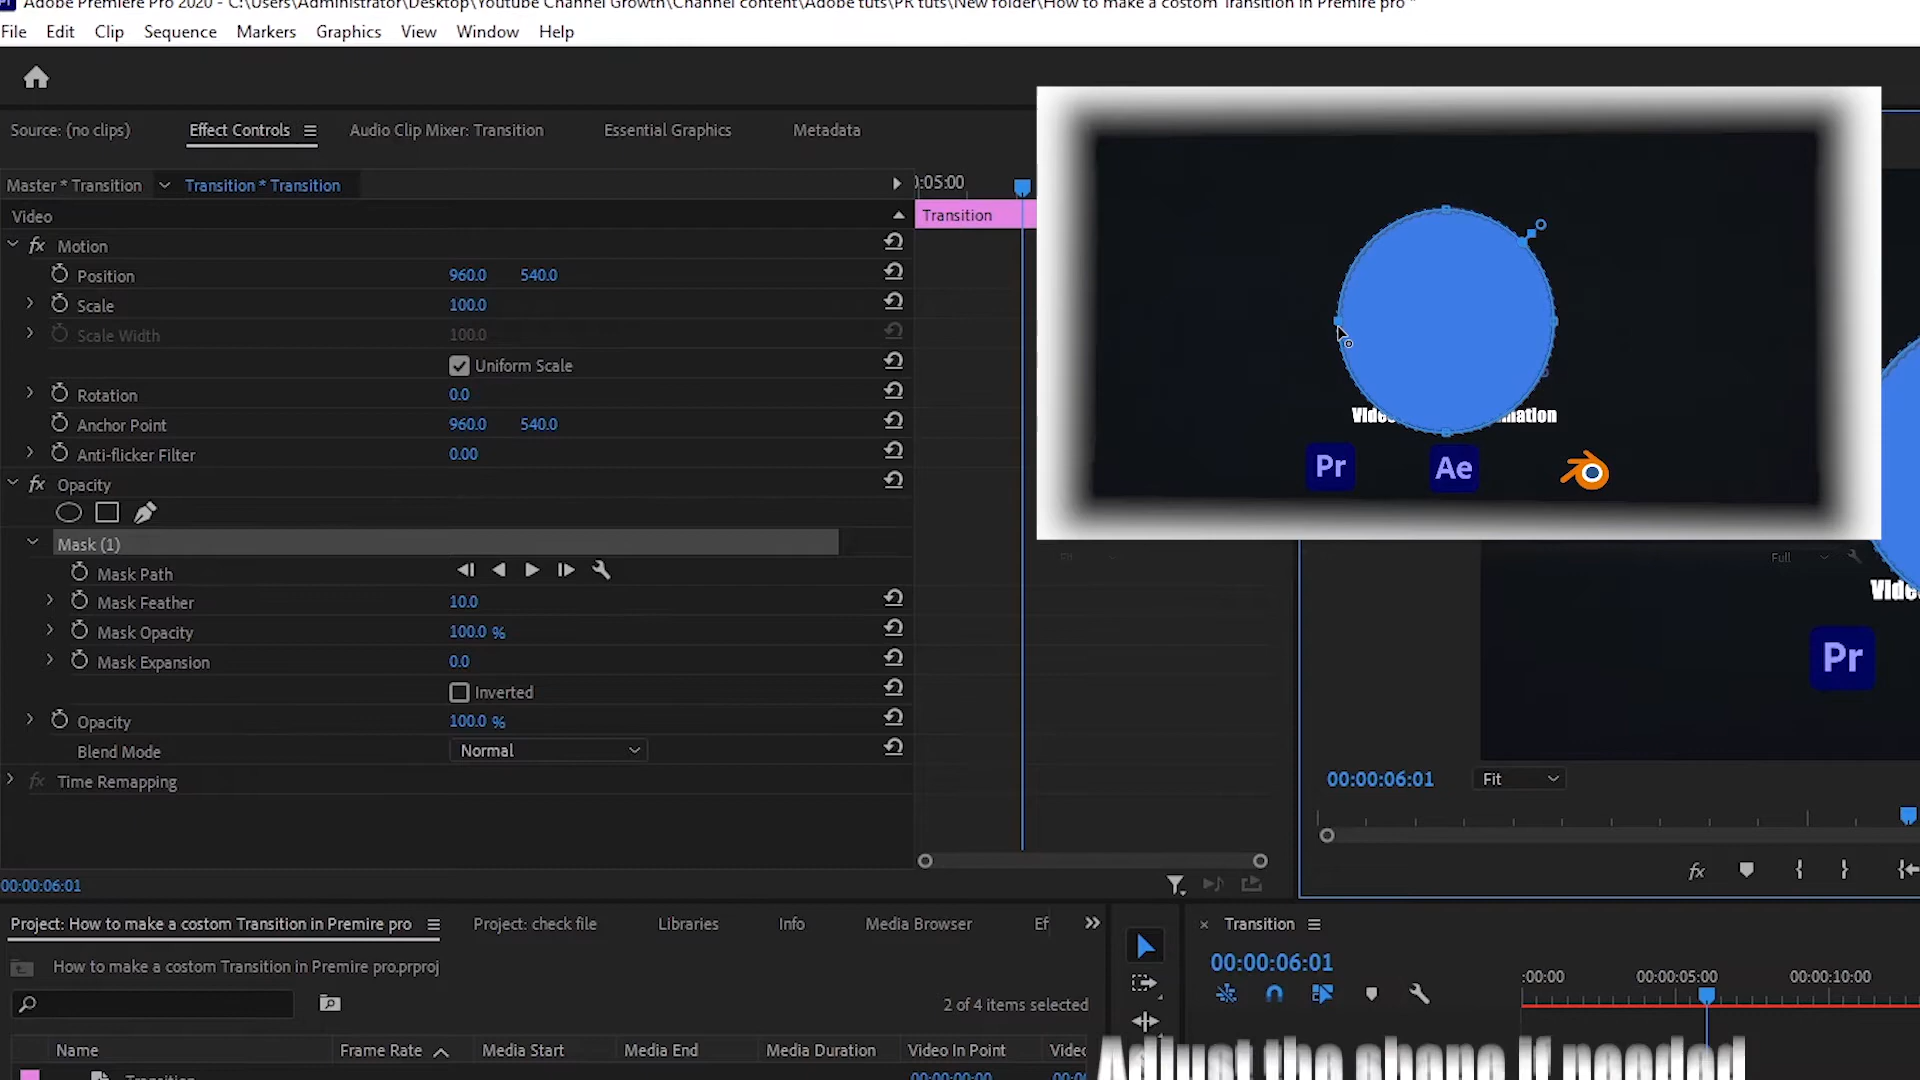 Adobe Premiere Pro 2020 - C:\Users\Administrator\Desktop\Youtube Channel Growth\Channel content\Adobe tuts\PR tuts\New folder\How to make a costom Transition in Premire pro *
File Edit Clip Sequence Markers Graphics View Window Help
Source: (no clips) Effect Controls Audio Clip Mixer: Transition Essential Graphics Metadata
Master * Transition Transition * Transition
:05:00
Video
Transition
fx Motion
Position 960.0 540.0
Scale 100.0
Scale Width 100.0
Uniform Scale
Rotation 0.0
Anchor Point 960.0 540.0
Anti-flicker Filter 0.00
fx Opacity
Mask (1)
Mask Path
Mask Feather 10.0
Mask Opacity 100.0 %
Mask Expansion 0.0
Inverted
Opacity 100.0 %
Blend Mode Normal
fx Time Remapping
00:00:06:01
Pr Ae
Fit Full
Pr
00:00:06:01 Fit
fx
Project: How to make a costom Transition in Premire pro Project: check file Libraries Info Media Browser Ef
How to make a costom Transition in Premire pro.prproj
2 of 4 items selected
Name Frame Rate Media Start Media End Media Duration Video In Point
Transition
× Transition
00:00:06:01
:00:00 00:00:05:00 00:00:10:00
Adjust the shape if needed